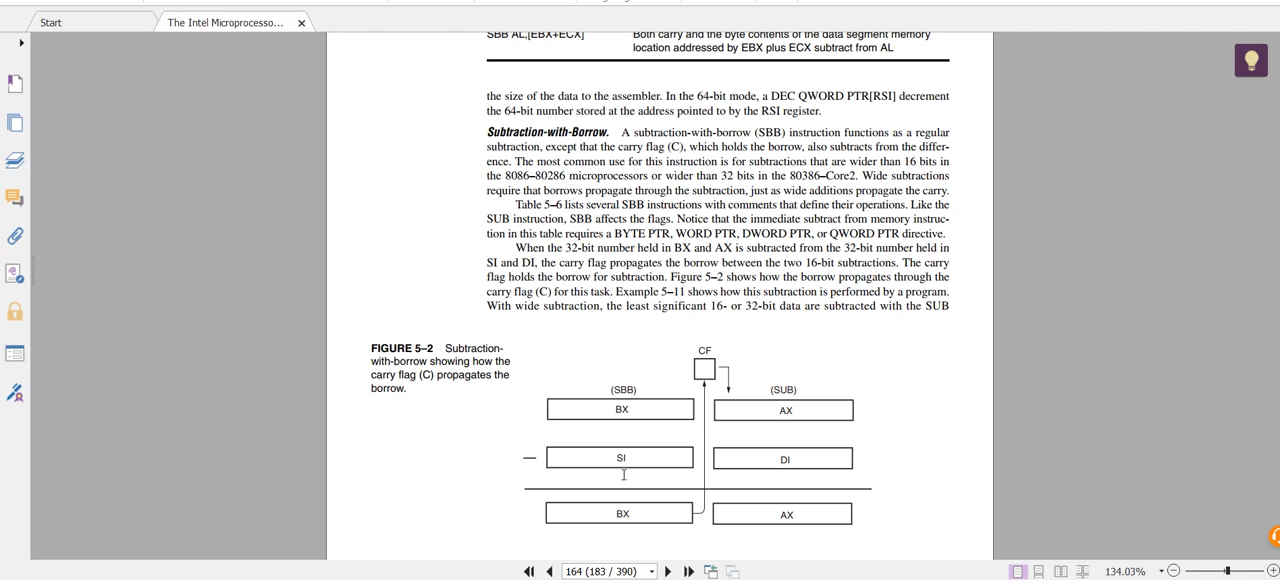 Start
The Intel Microprocesso...
SBB AL,[EBX+ECX]
Both carry and the byte contents of the data segment memory
location addressed by EBX plus ECX subtract from AL
the size of the data to the assembler. In the 64-bit mode, a DEC QWORD PTR[RSI] decrement
the 64-bit number stored at the address pointed to by the RSI register.
Subtraction-with-Borrow. A subtraction-with-borrow (SBB) instruction functions as a regular
subtraction, except that the carry flag (C), which holds the borrow, also subtracts from the differ-
ence. The most common use for this instruction is for subtractions that are wider than 16 bits in
the 8086–80286 microprocessors or wider than 32 bits in the 80386–Core2. Wide subtractions
require that borrows propagate through the subtraction, just as wide additions propagate the carry.
Table 5–6 lists several SBB instructions with comments that define their operations. Like the
SUB instruction, SBB affects the flags. Notice that the immediate subtract from memory instruc-
tion in this table requires a BYTE PTR, WORD PTR, DWORD PTR, or QWORD PTR directive.
When the 32-bit number held in BX and AX is subtracted from the 32-bit number held in
SI and DI, the carry flag propagates the borrow between the two 16-bit subtractions. The carry
flag holds the borrow for subtraction. Figure 5–2 shows how the borrow propagates through the
carry flag (C) for this task. Example 5–11 shows how this subtraction is performed by a program.
With wide subtraction, the least significant 16- or 32-bit data are subtracted with the SUB
FIGURE 5–2 Subtraction-
with-borrow showing how the
carry flag (C) propagates the
borrow.
CF
(SBB)
(SUB)
BX
AX
— SI
DI
BX
AX
164 (183 / 390)
134.03%